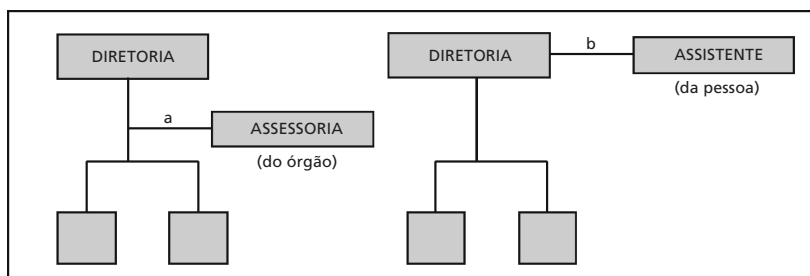 DIRETORIA
a
ASSESSORIA
(do órgão)
DIRETORIA
b
ASSISTENTE
(da pessoa)